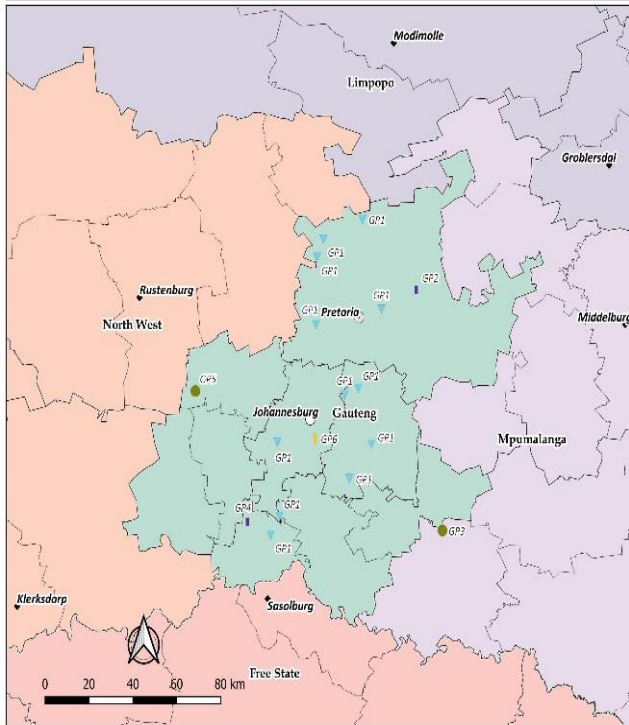 Modimolle
Limpopo
Groblersdal
GP1
GP1
GP1
GP2
Rustenburg
GP1
GP1
Pretoria
North West
Middelburg
GP5
GP1
GP1
Johannesburg
Gauteng
GP6
GP1
GP1
Mpumalanga
GP1
GP4
GP1
GP3
GP1
Klerksdorp
Sasolburg
Free State
0 20 40 60 80 km